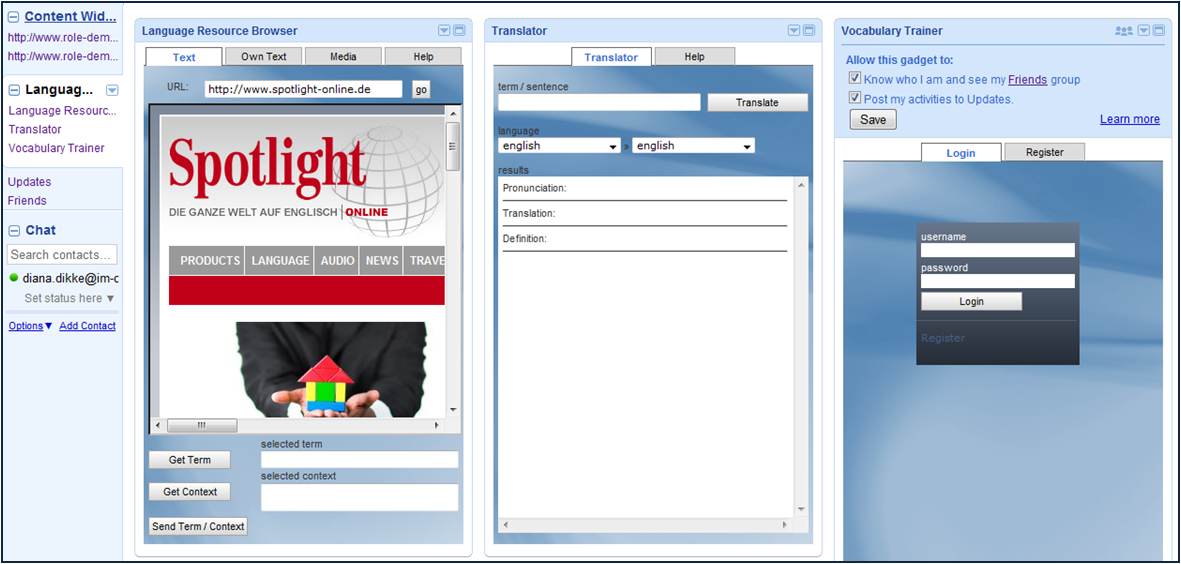 Content Wid...
http://www.role-dem...
http://www.role-dem...
Languag...
Language Resourc...
Translator
Vocabulary Trainer
Updates
Friends
Chat
Search contacts...
diana.dikke@im-c
Set status here ▼
Options▼ Add Contact
Language Resource Browser
Text Own Text Media Help
URL: http://www.spotlight-online.de go
Spotlight
DIE GANZE WELT AUF ENGLISCH | ONLINE
PRODUCTS LANGUAGE AUDIO NEWS TRAVE
selected term
Get Term
selected context
Get Context
Send Term / Context
Translator
Translator Help
term / sentence
Translate
language
english » english
results
Pronunciation:
Translation:
Definition:
Vocabulary Trainer
Allow this gadget to:
Know who I am and see my Friends group
Post my activities to Updates.
Save Learn more
Login Register
username
password
Login
Register